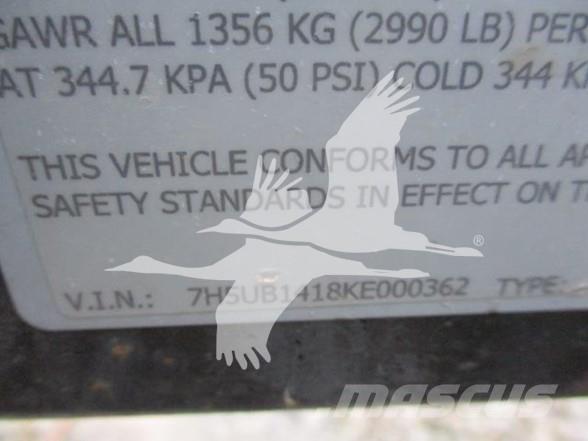 GAWR ALL 1356 KG (2990 LB) PER
AT 344.7 KPA (50 PSI) COLD 344 K
THIS VEHICLE CONFORMS TO ALL AP
SAFETY STANDARDS IN EFFECT ON T
V.I.N.: 7H5UB1418KE000362 TYPE:
®
MASCUS